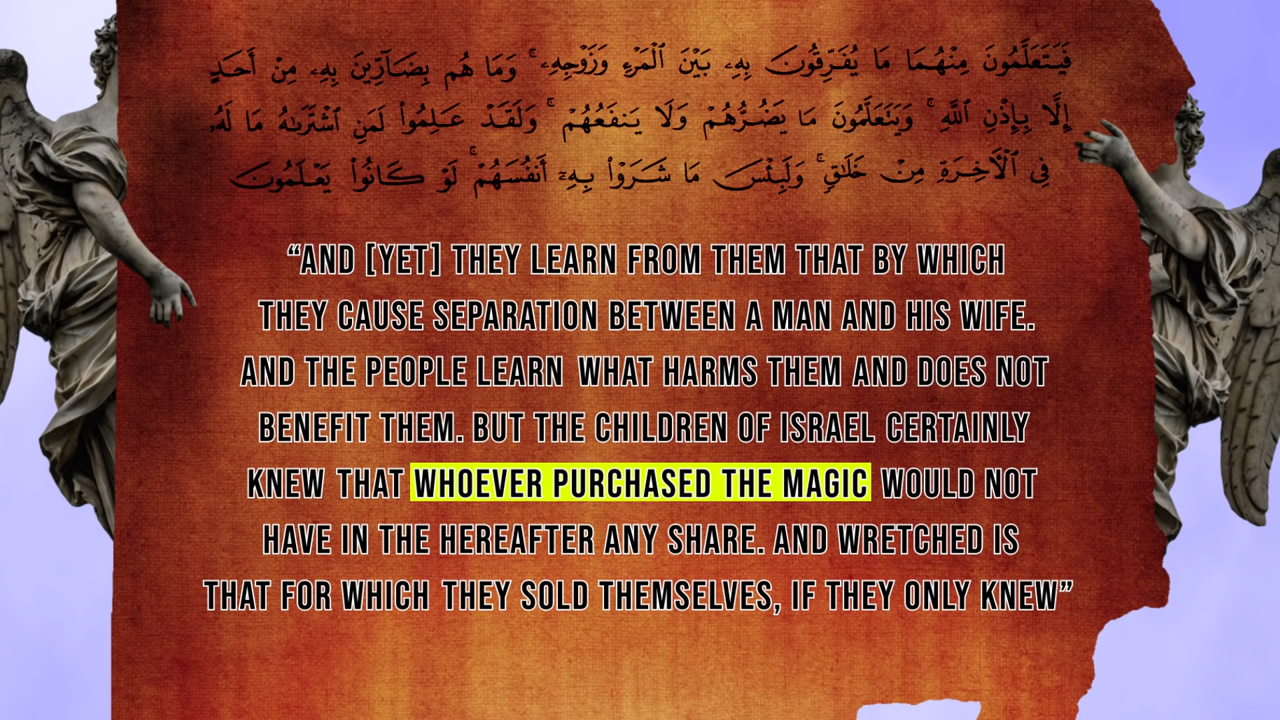 فَيَتَعَلَّمُونَ مِنْهُمَا مَا يُفَرِّقُونَ بِهِۦ بَيْنَ ٱلْمَرْءِ وَزَوْجِهِۦ ۚ وَمَا هُم بِضَآرِّينَ بِهِۦ مِنْ أَحَدٍ
إِلَّا بِإِذْنِ ٱللَّهِ ۚ وَيَتَعَلَّمُونَ مَا يَضُرُّهُمْ وَلَا يَنفَعُهُمْ ۚ وَلَقَدْ عَلِمُوا۟ لَمَنِ ٱشْتَرَىٰهُ مَا لَهُۥ
فِى ٱلْـَٔاخِرَةِ مِنْ خَلَـٰقٍ ۚ وَلَبِئْسَ مَا شَرَوْا۟ بِهِۦٓ أَنفُسَهُمْ ۚ لَوْ كَانُوا۟ يَعْلَمُونَ
“AND [YET] THEY LEARN FROM THEM THAT BY WHICH
THEY CAUSE SEPARATION BETWEEN A MAN AND HIS WIFE.
AND THE PEOPLE LEARN WHAT HARMS THEM AND DOES NOT
BENEFIT THEM. BUT THE CHILDREN OF ISRAEL CERTAINLY
KNEW THAT WHOEVER PURCHASED THE MAGIC WOULD NOT
HAVE IN THE HEREAFTER ANY SHARE. AND WRETCHED IS
THAT FOR WHICH THEY SOLD THEMSELVES, IF THEY ONLY KNEW”